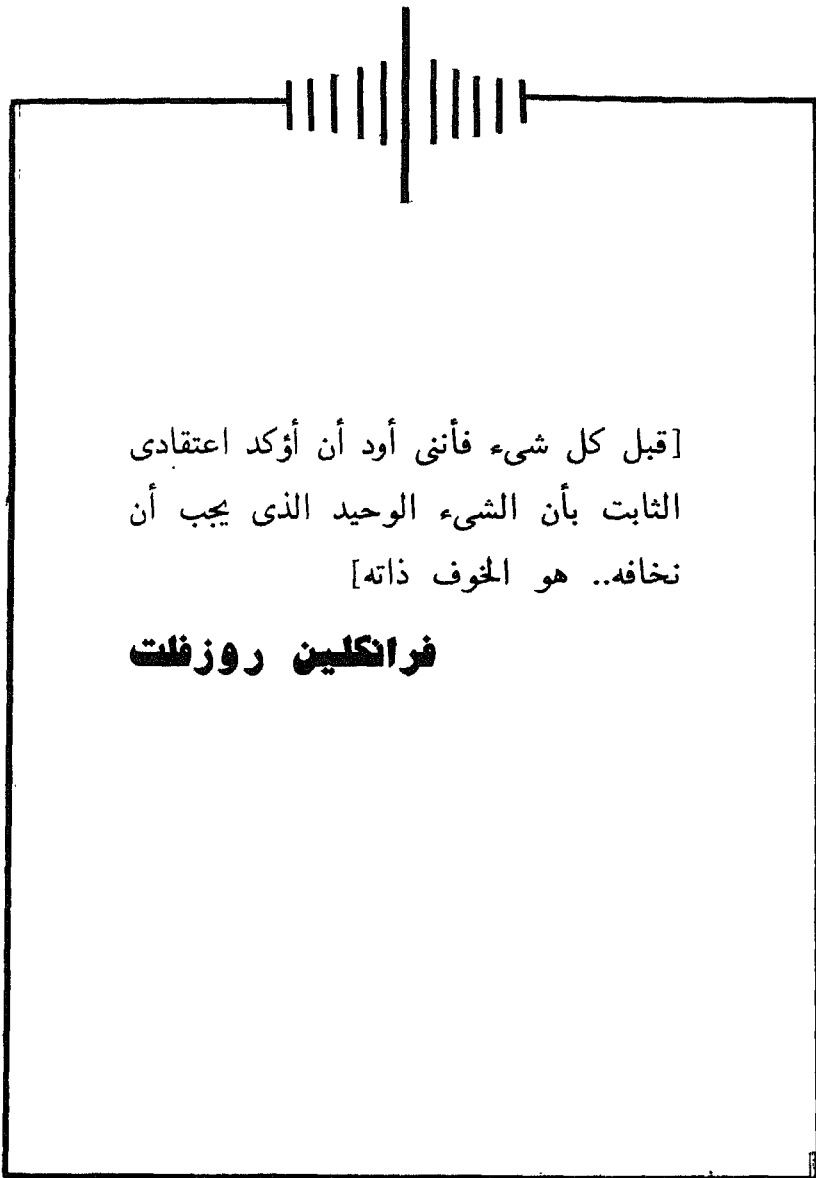 [قبل كل شىء فأننى أود أن أؤكد اعتقادى
الثابت بأن الشىء الوحيد الذى يجب أن
نخافه.. هو الخوف ذاته]
فرانكلين روزفلت